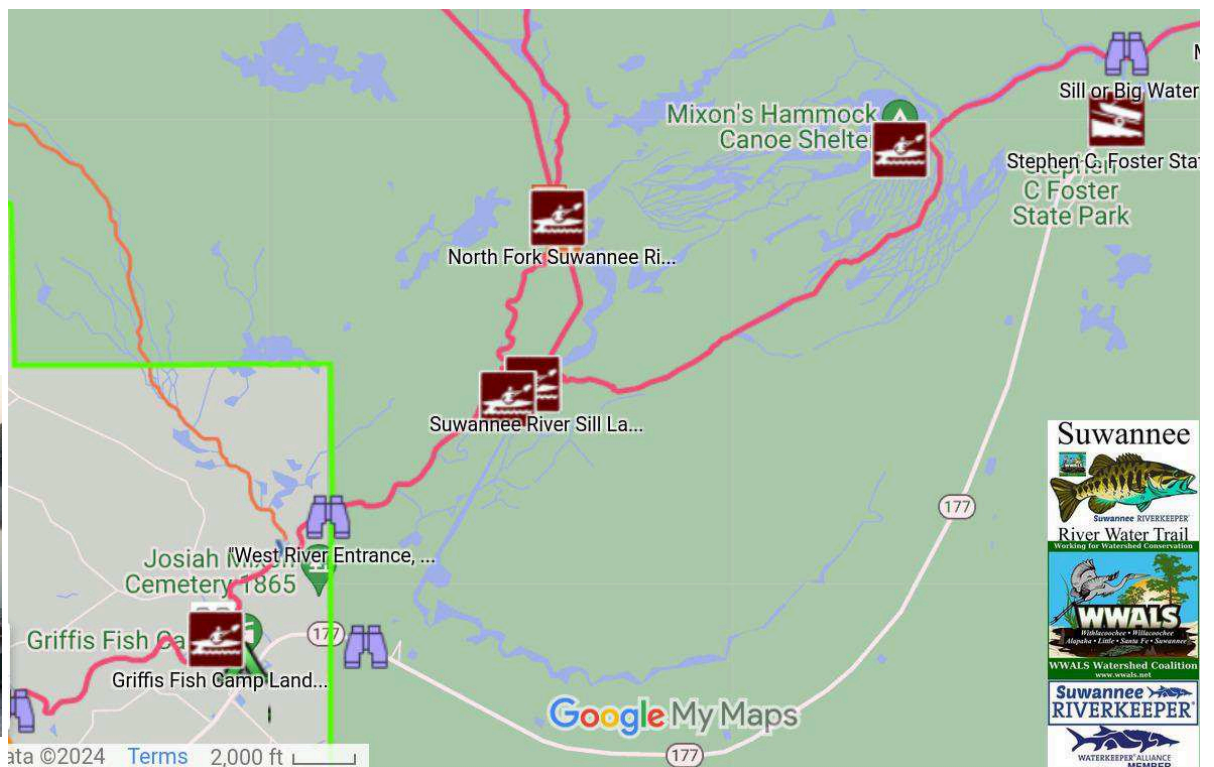 Sill or Big Water
Mixon's Hammock
Canoe Shelte
Stephen C. Foster Sta
Stephen
C Foster
State Park
North Fork Suwannee Ri...
Suwannee River Sill La...
177
"West River Entrance, ...
Josiah Mixon
Cemetery 1865
177
Griffis Fish Ca
Griffis Fish Camp Land...
177
Google My Maps
ata ©2024 Terms 2,000 ft
Suwannee
Suwannee RIVERKEEPER®
River Water Trail
Working for Watershed Conservation
WWALS
Withlacoochee • Willacoochee
Alapaha • Little • Santa Fe • Suwannee
WWALS Watershed Coalition
www.wwals.net
Suwannee
RIVERKEEPER®
WATERKEEPER® ALLIANCE
MEMBER